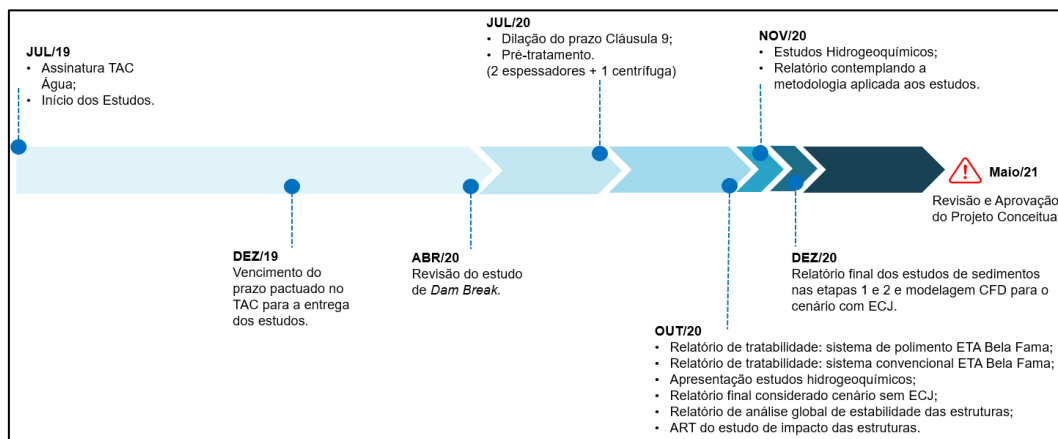 JUL/19
• Assinatura TAC
Água;
• Início dos Estudos.
JUL/20
• Dilação do prazo Cláusula 9;
• Pré-tratamento.
(2 espessadores + 1 centrífuga)
NOV/20
• Estudos Hidrogeoquímicos;
• Relatório contemplando a
metodologia aplicada aos estudos.
Maio/21
Revisão e Aprovação
do Projeto Conceitua
DEZ/19
Vencimento do
prazo pactuado no
TAC para a entrega
dos estudos.
ABR/20
Revisão do estudo
de Dam Break.
DEZ/20
Relatório final dos estudos de sedimentos
nas etapas 1 e 2 e modelagem CFD para o
cenário com ECJ.
OUT/20
• Relatório de tratabilidade: sistema de polimento ETA Bela Fama;
• Relatório de tratabilidade: sistema convencional ETA Bela Fama;
• Apresentação estudos hidrogeoquímicos;
• Relatório final considerado cenário sem ECJ;
• Relatório de análise global de estabilidade das estruturas;
• ART do estudo de impacto das estruturas.